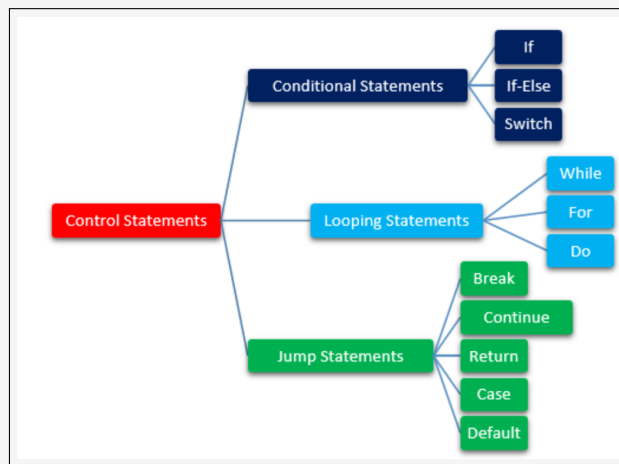 Control Statements
Conditional Statements
If
If-Else
Switch
Looping Statements
While
For
Do
Jump Statements
Break
Continue
Return
Case
Default